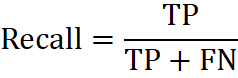 Recall = TP / (TP + FN)